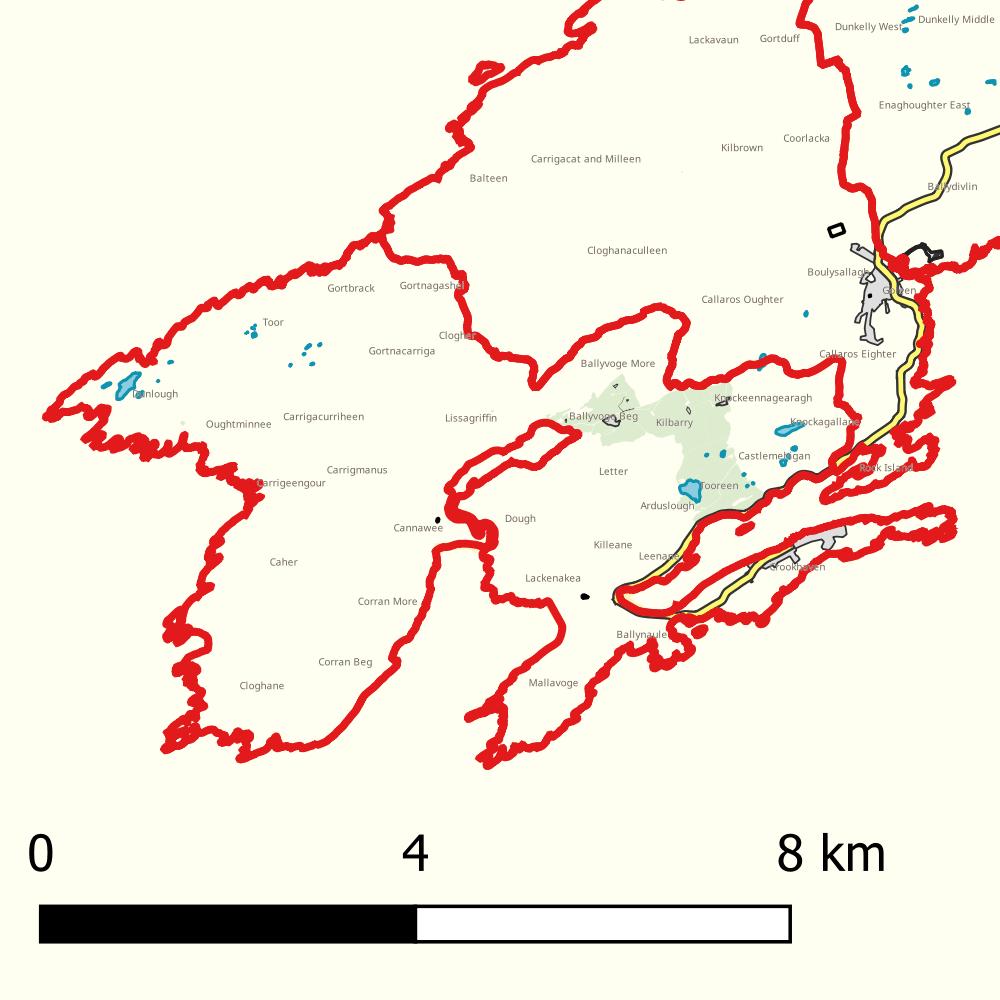 Dunkelly West
Dunkelly Middle
Lackavaun
Gortduff
Enaghoughter East
Coorlacka
Kilbrown
Carrigacat and Milleen
Balteen
Ballydivlin
Cloghanaculleen
Boulysallagh
Gortbrack
Gortnagashel
Goleen
Callaros Oughter
Toor
Clogher
Gortnacarriga
Callaros Eighter
Ballyvoge More
Dunlough
Knockeennagearagh
Carrigacurriheen
Lissagriffin
Ballyvoge Beg
Oughtminnee
Kilbarry
Knockagallane
Castlemehigan
Carrigmanus
Letter
Rock Island
Carrigeengour
Tooreen
Arduslough
Dough
Cannawee
Killeane
Leenane
Caher
Crookhaven
Lackenakea
Corran More
Ballynaule
Corran Beg
Cloghane
Mallavoge
0 4 8 km